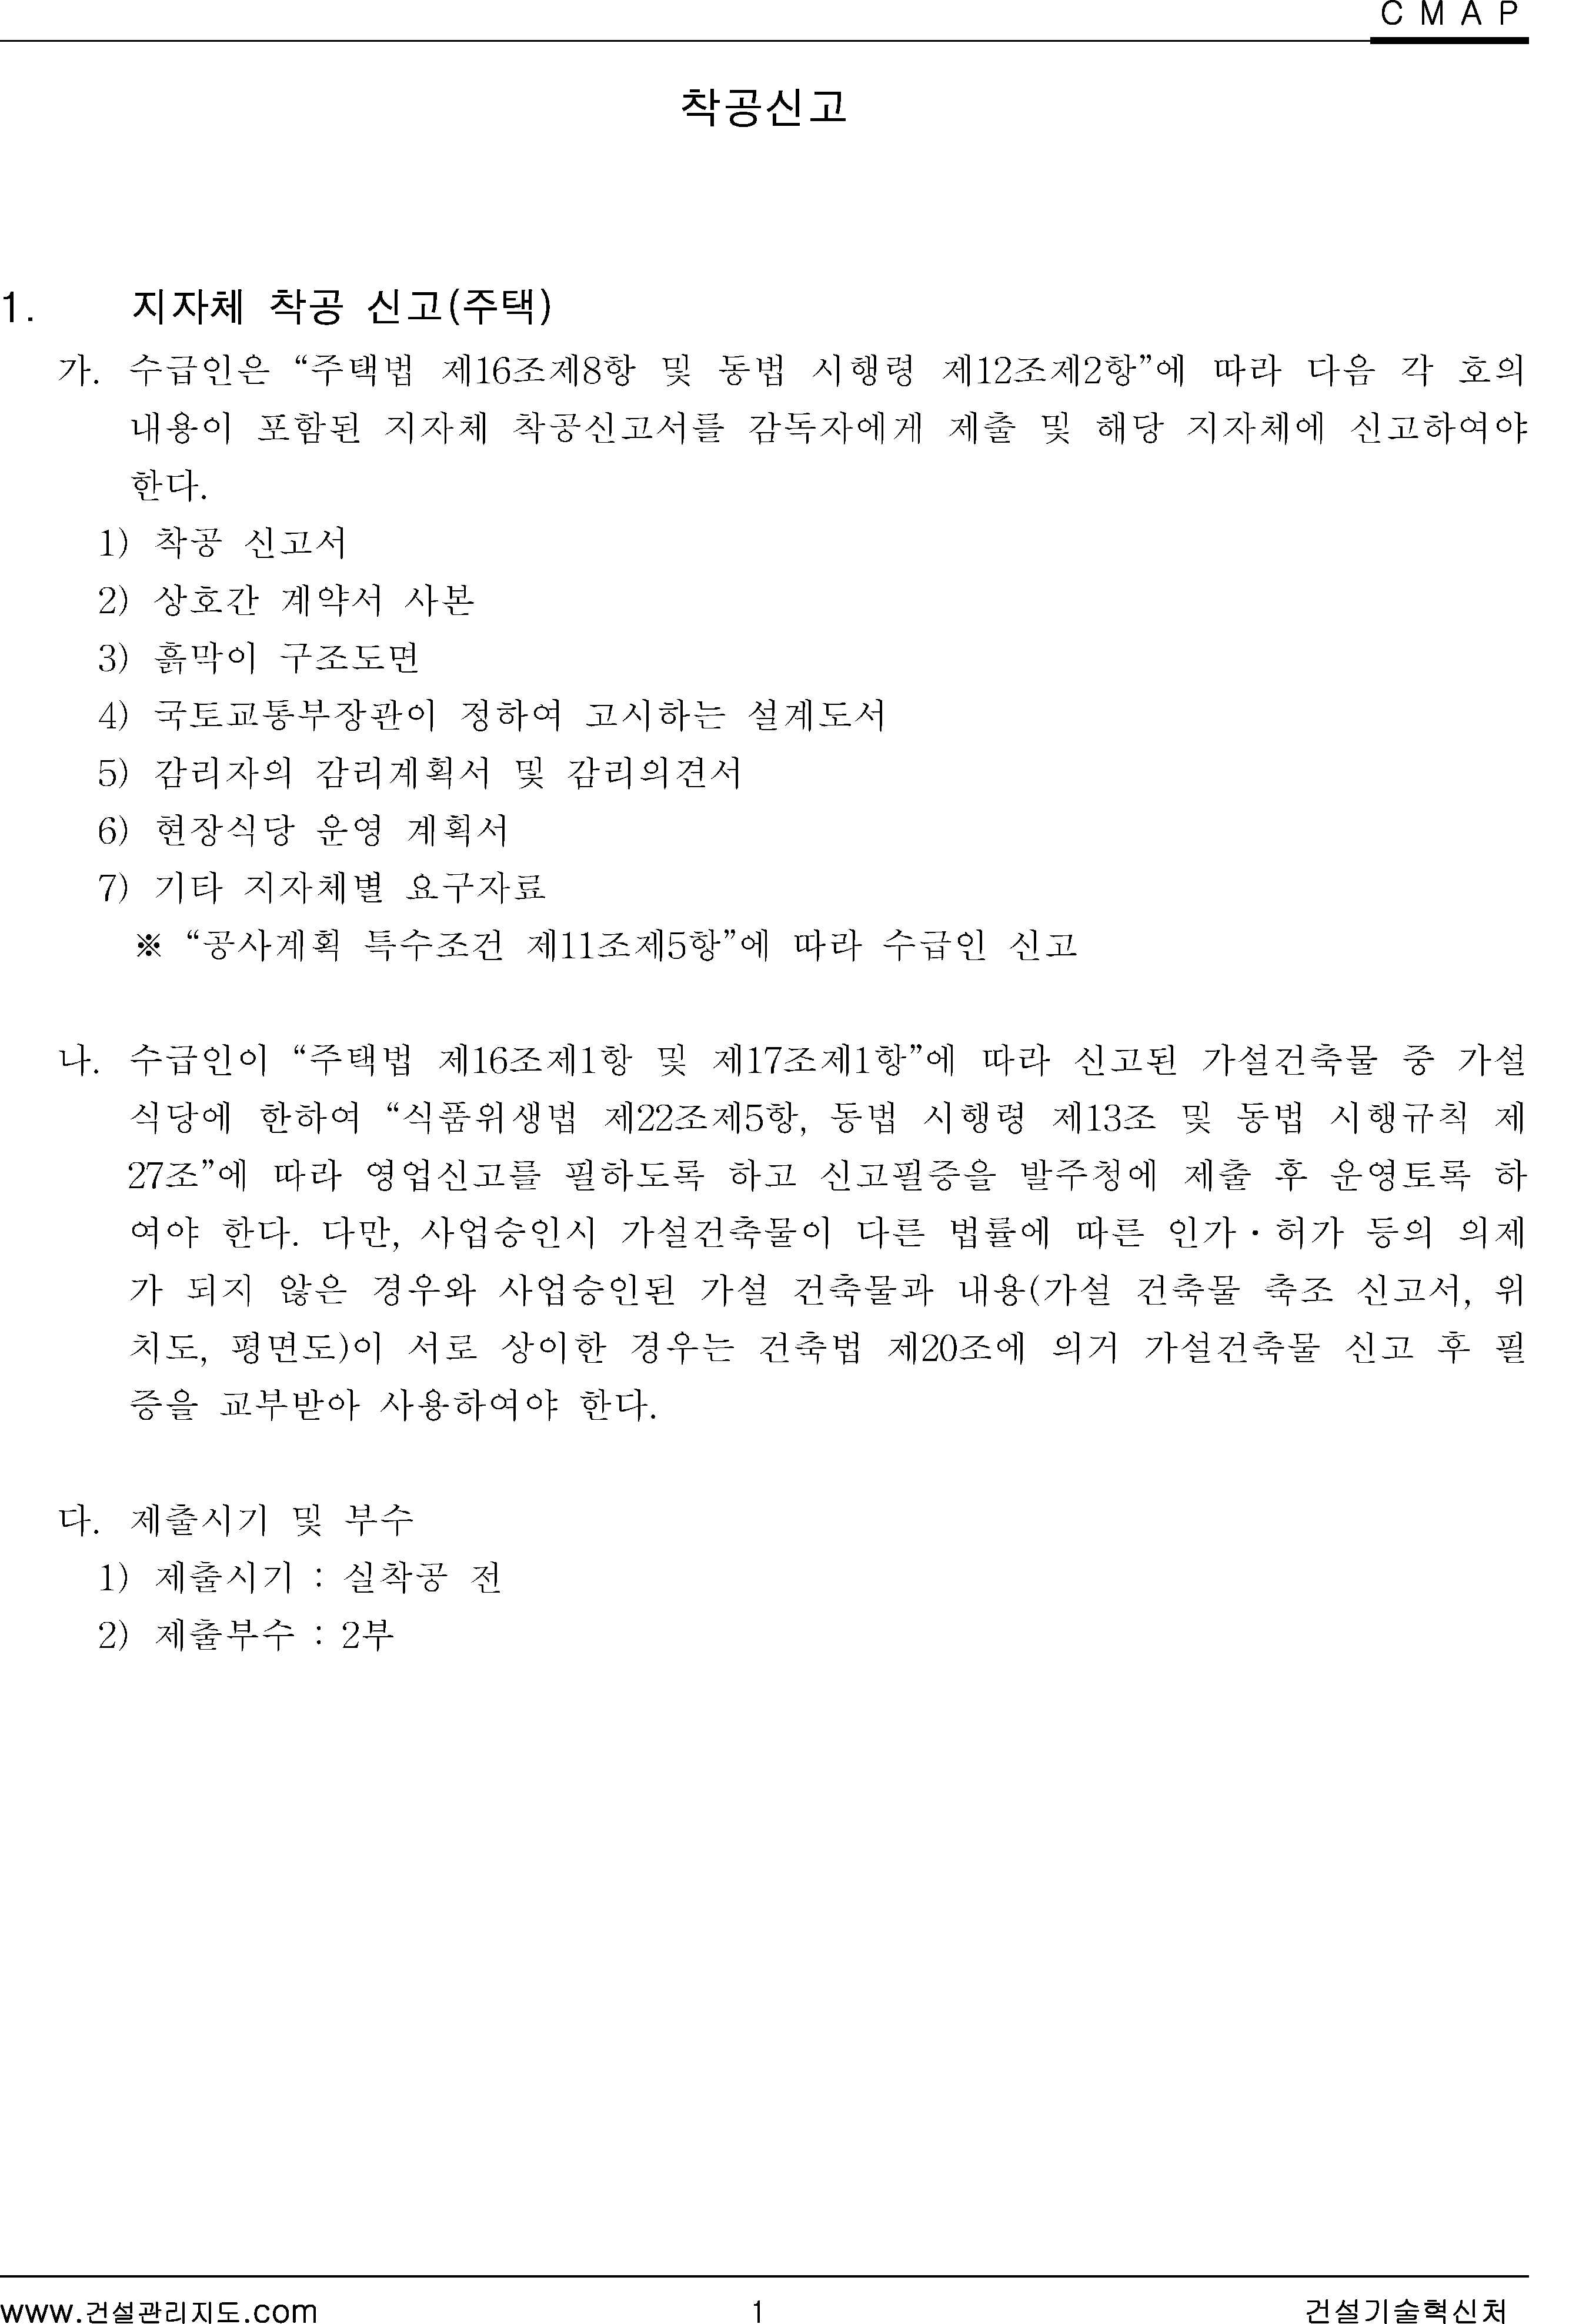 C M A P
착공신고
1. 지자체 착공 신고(주택)
가. 수급인은 “주택법 제16조제8항 및 동법 시행령 제12조제2항”에 따라 다음 각 호의
내용이 포함된 지자체 착공신고서를 감독자에게 제출 및 해당 지자체에 신고하여야
한다.
1) 착공 신고서
2) 상호간 계약서 사본
3) 흙막이 구조도면
4) 국토교통부장관이 정하여 고시하는 설계도서
5) 감리자의 감리계획서 및 감리의견서
6) 현장식당 운영 계획서
7) 기타 지자체별 요구자료
※ “공사계획 특수조건 제11조제5항”에 따라 수급인 신고
나. 수급인이 “주택법 제16조제1항 및 제17조제1항”에 따라 신고된 가설건축물 중 가설
식당에 한하여 “식품위생법 제22조제5항, 동법 시행령 제13조 및 동법 시행규칙 제
27조”에 따라 영업신고를 필하도록 하고 신고필증을 발주청에 제출 후 운영토록 하
여야 한다. 다만, 사업승인시 가설건축물이 다른 법률에 따른 인가·허가 등의 의제
가 되지 않은 경우와 사업승인된 가설 건축물과 내용(가설 건축물 축조 신고서, 위
치도, 평면도)이 서로 상이한 경우는 건축법 제20조에 의거 가설건축물 신고 후 필
증을 교부받아 사용하여야 한다.
다. 제출시기 및 부수
1) 제출시기 : 실착공 전
2) 제출부수 : 2부
www.건설관리지도.com 1 건설기술혁신처